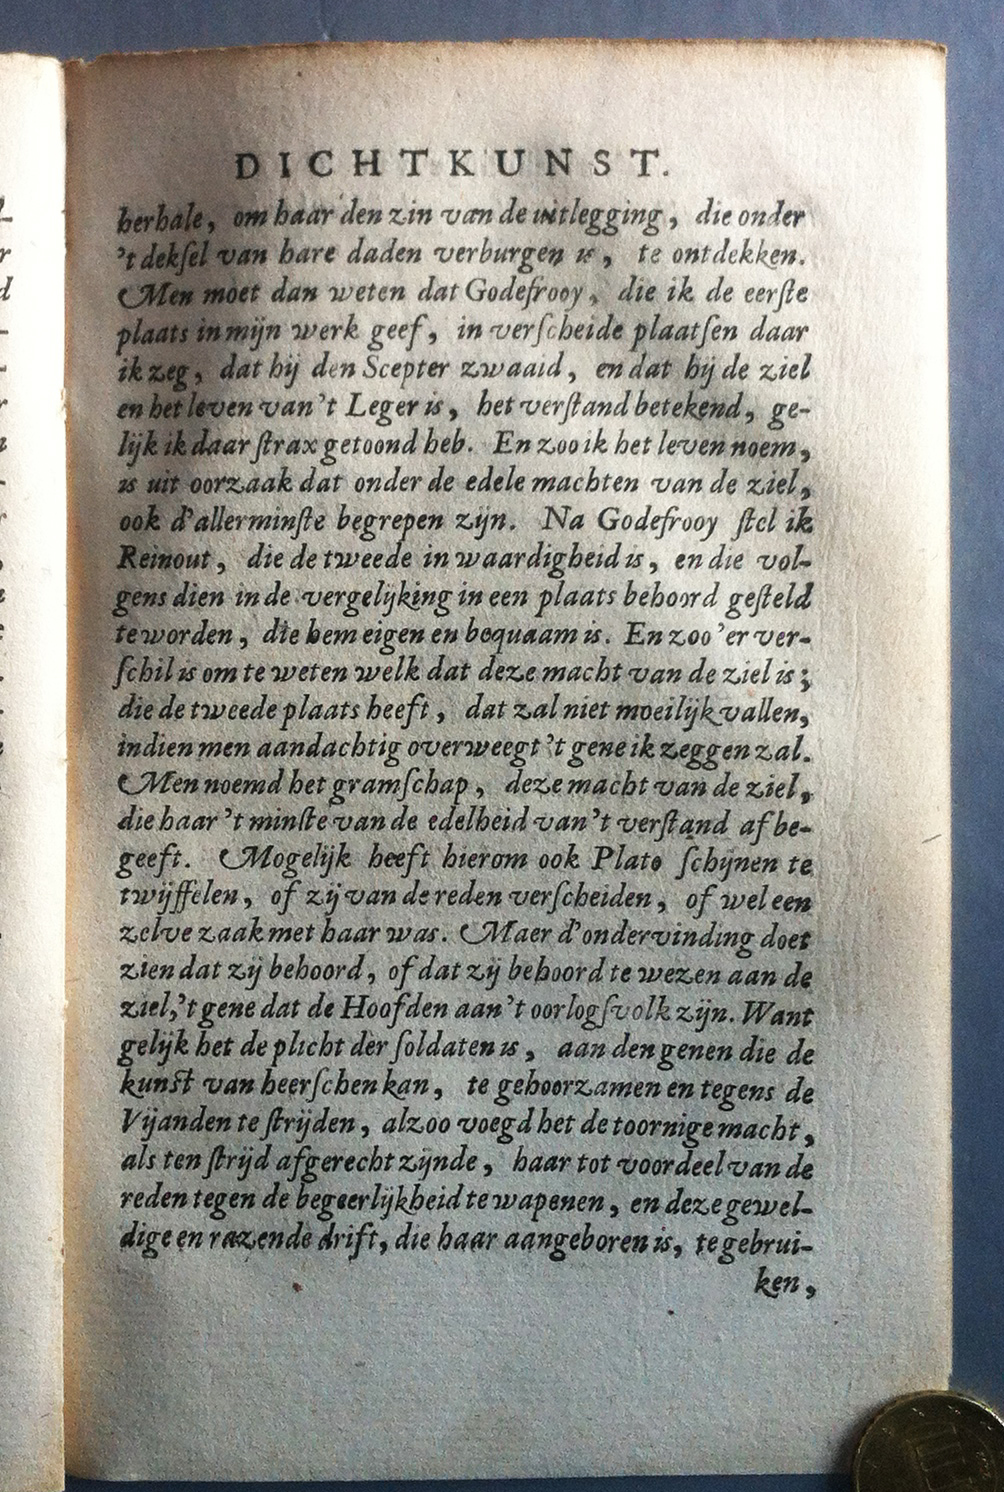 DICHTKUNST.
herhale, om haar den zin van de uitlegging, die onder
't dekſel van hare daden verburgen is, te ontdekken.
Men moet dan weten dat Godefrooy, die ik de eerſte
plaats in mijn werk geef, in verſcheide plaatſen daar
ik zeg, dat hij den Scepter zwaaid, en dat hij de ziel
en het leven van 't Leger is, het verſtand betekend, ge-
lijk ik daar ſtrax getoond heb. En zoo ik het leven noem,
is uit oorzaak dat onder de edele machten van de ziel,
ook d'allerminſte begrepen zijn. Na Godefrooy ſtel ik
Reinout, die de tweede in waardigheid is, en die vol-
gens dien in de vergelijking in een plaats behoord geſteld
te worden, die hem eigen en bequaam is. En zoo 'er ver-
ſchil is om te weten welk dat deze macht van de ziel is;
die de tweede plaats heeft, dat zal niet moeilijk vallen,
indien men aandachtig overweegt 't gene ik zeggen zal.
Men noemd het gramſchap, deze macht van de ziel,
die haar 't minſte van de edelheid van 't verſtand af be-
geeft. Mogelijk heeft hierom ook Plato ſchijnen te
twijffelen, of zij van de reden verſcheiden, of wel een
zelve zaak met haar was. Maer d'ondervinding doet
zien dat zij behoord, of dat zij behoord te wezen aan de
ziel,'t gene dat de Hoofden aan 't oorlogſvolk zijn. Want
gelijk het de plicht der ſoldaten is, aan den genen die de
kunst van heerſchen kan, te gehoorzamen en tegens de
Vijanden te ſtrijden, alzoo voegd het de toornige macht,
als ten ſtrijd afgerecht zijnde, haar tot voordeel van de
reden tegen de begeerlijkheid te wapenen, en deze gewel-
dige en razende drift, die haar aangeboren is, te gebrui-
ken,